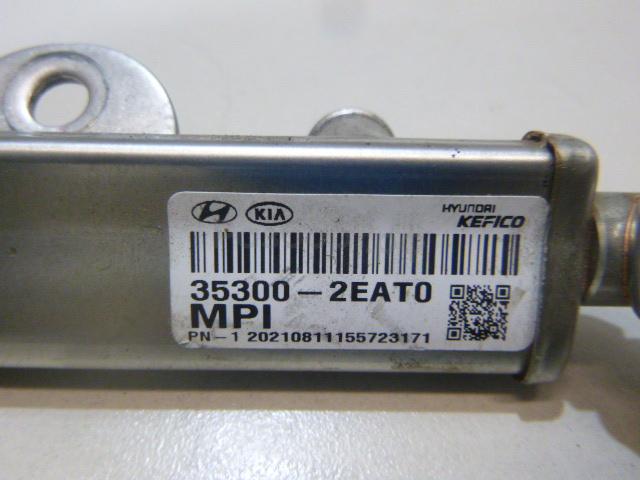 KIA
HYUNDAI
KEFICO
35300-2EAT0
MPI
PN-1 20210811155723171